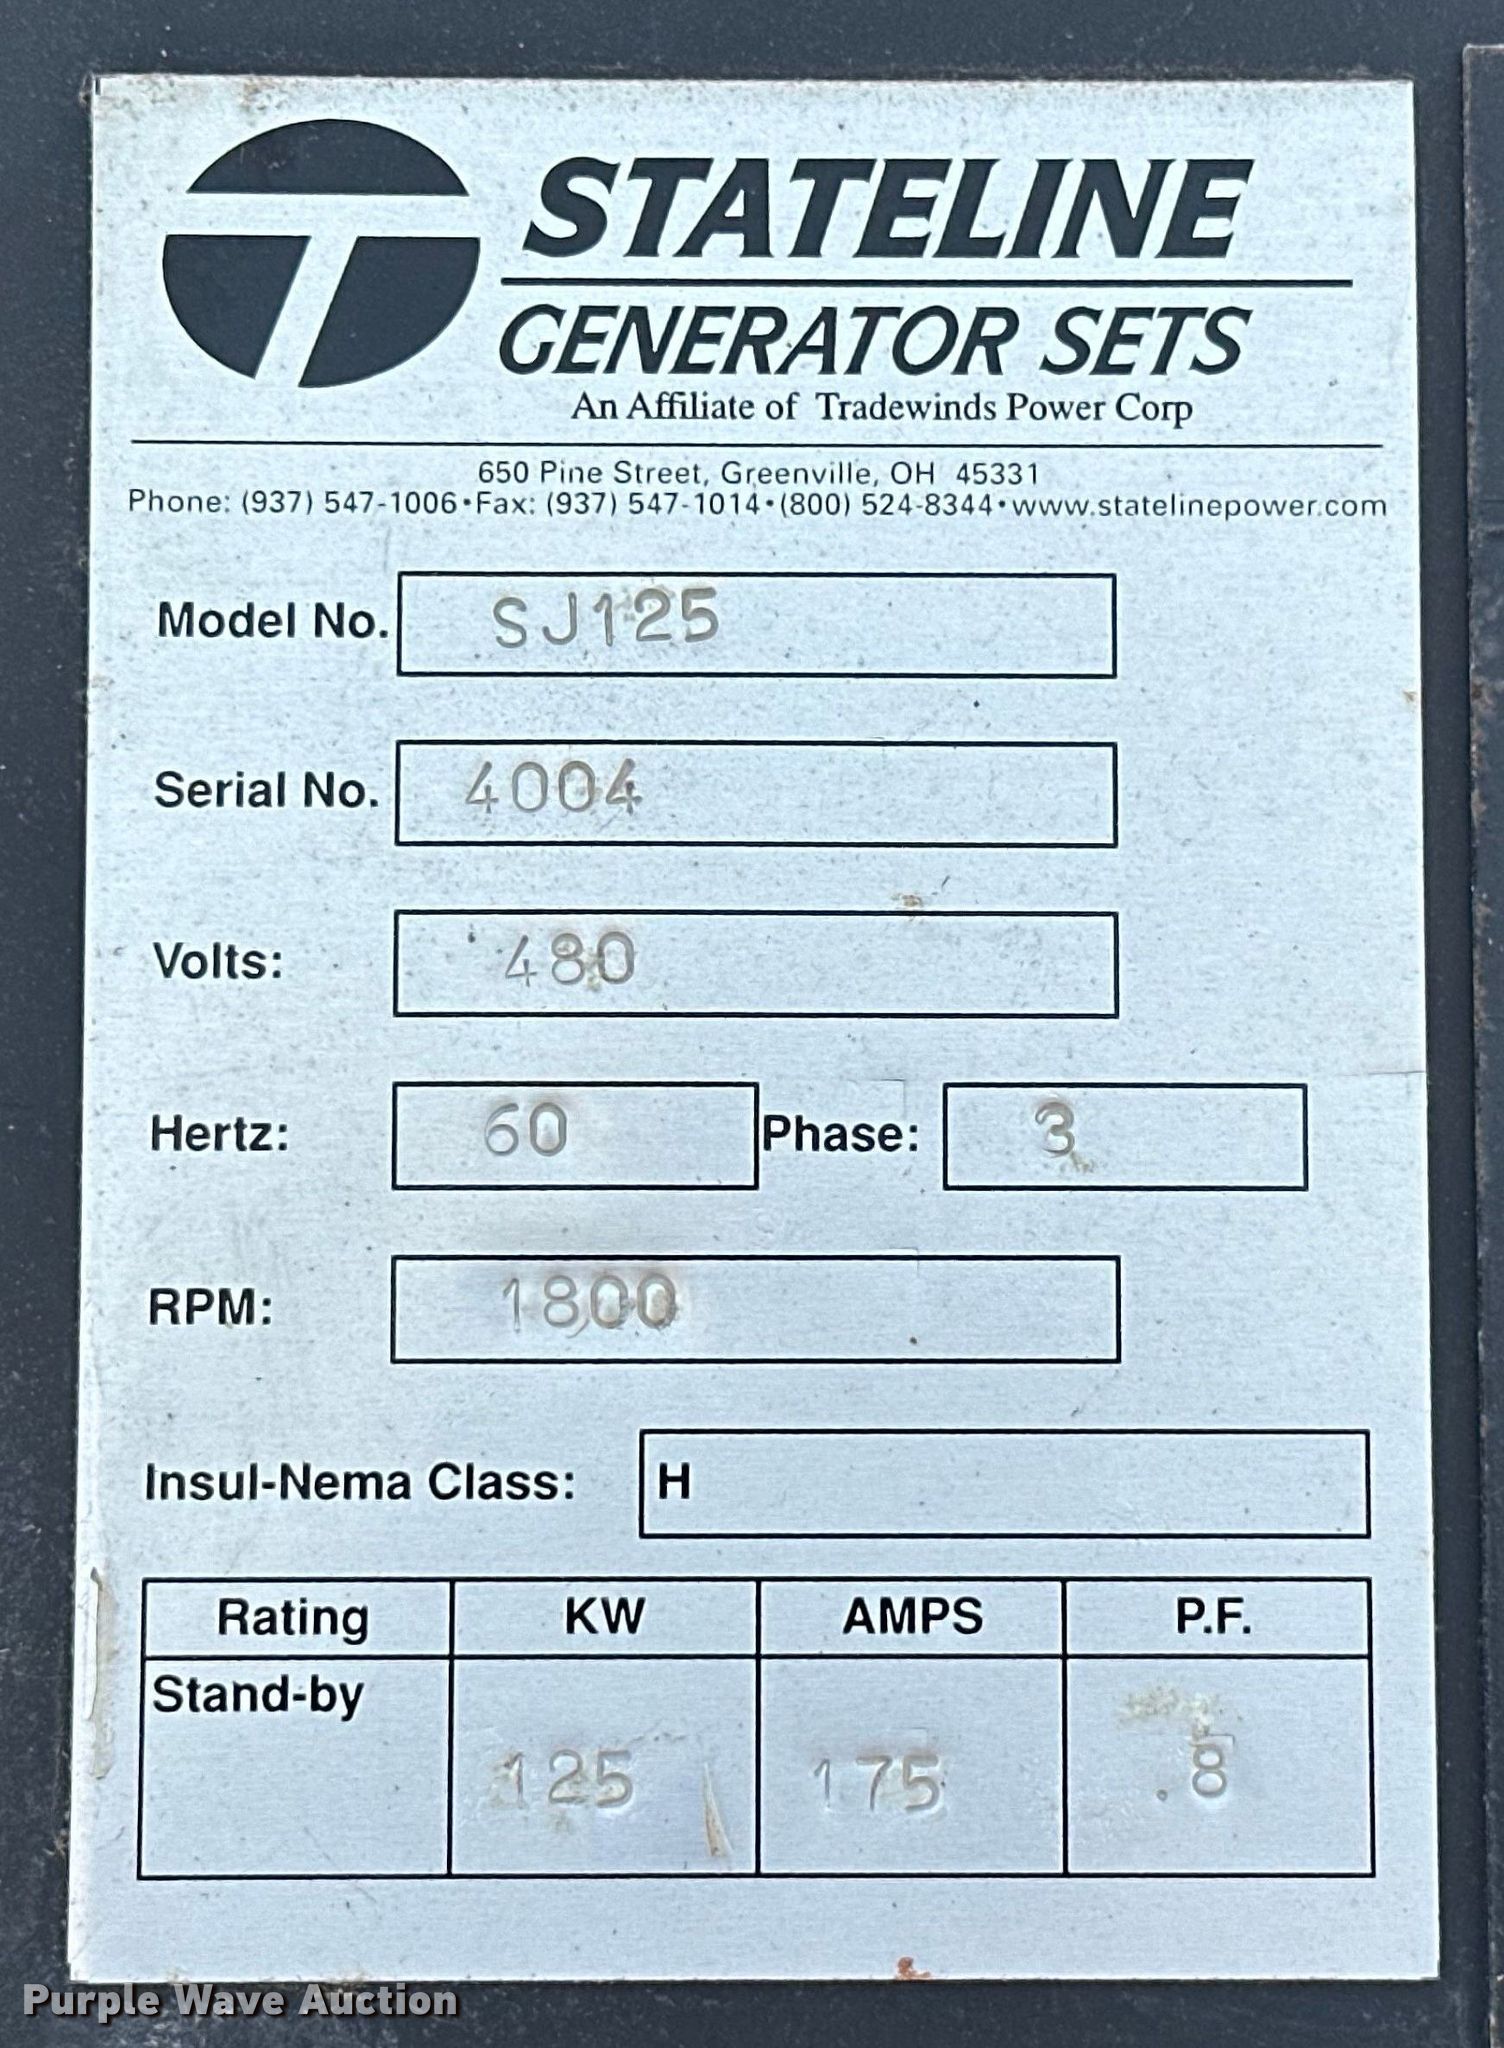 STATELINE
GENERATOR SETS
An Affiliate of Tradewinds Power Corp
650 Pine Street, Greenville, OH 45331
Phone: (937) 547-1006•Fax: (937) 547-1014•(800) 524-8344•www.statelinepower.com
Model No. SJ125
Serial No. 4004
Volts: 480
Hertz: 60 Phase: 3
RPM: 1800
Insul-Nema Class: H
Rating KW AMPS P.F.
Stand-by
125 175 .8
Purple Wave Auction